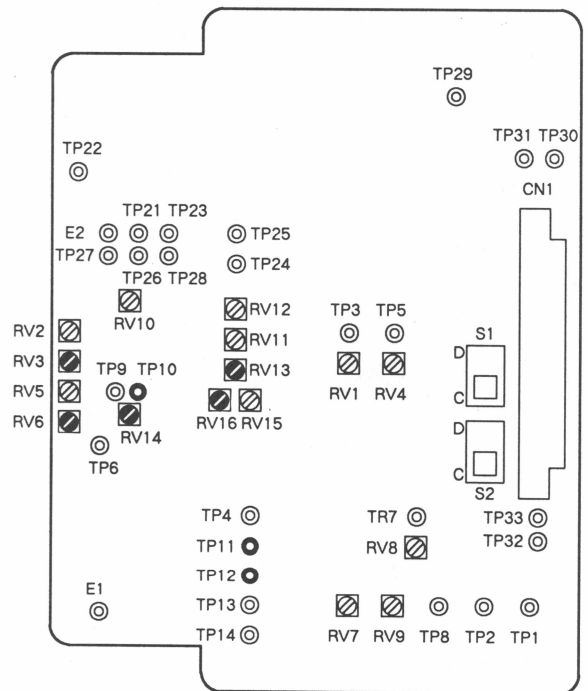 TP29
TP31 TP30
TP22
CN1
TP21 TP23
E2
TP25
TP27
TP24
TP26 TP28
RV10
RV12
TP3 TP5
RV2
RV11
S1
D
RV3
TP9 TP10
RV13
RV5
RV1 RV4
C
RV6
RV14
RV16 RV15
D
TP6
C
S2
TP4
TR7
TP33
TP11
RV8
TP32
TP12
E1
TP13
TP14
RV7 RV9 TP8 TP2 TP1